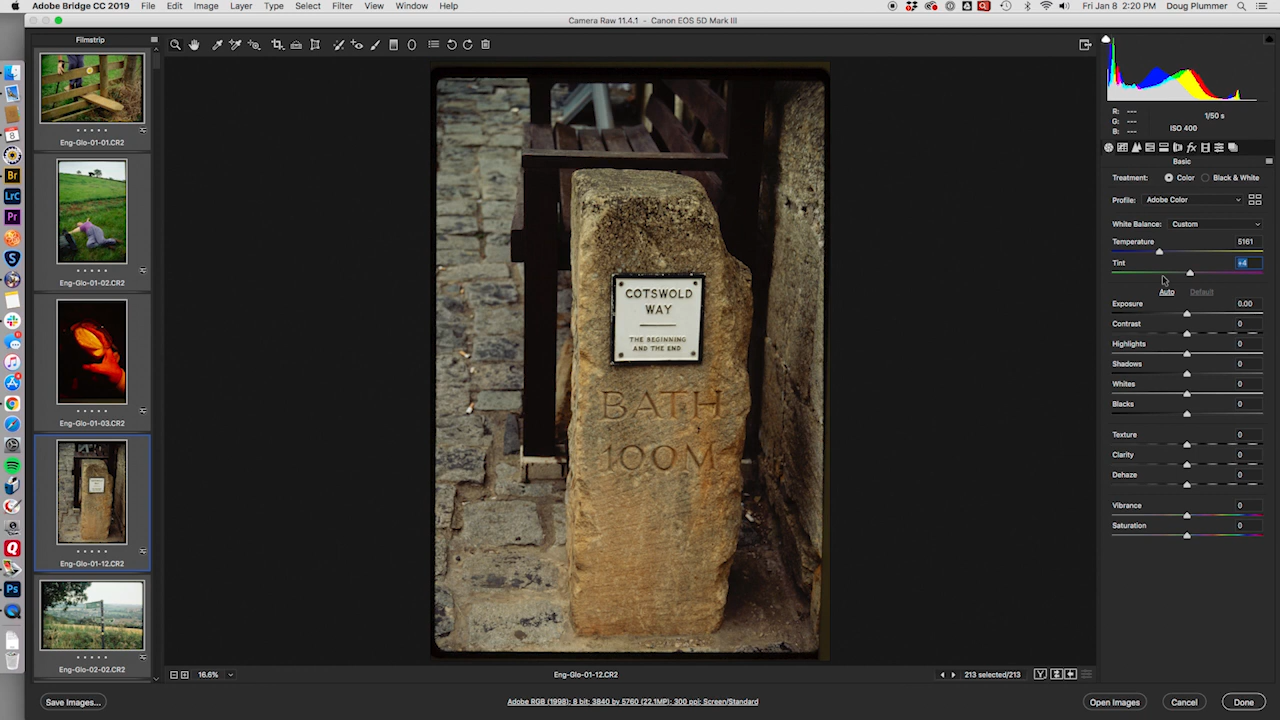 Adobe Bridge CC 2019 File Edit Image Layer Type Select Filter View Window Help
Fri Jan 8 2:20 PM Doug Plummer
Camera Raw 11.4.1 - Canon EOS 5D Mark III
Filmstrip
Eng-Glo-01-01.CR2
Eng-Glo-01-02.CR2
Eng-Glo-01-03.CR2
Eng-Glo-01-12.CR2
Eng-Glo-02-02.CR2
8
Br
Lrc
Pr
S
Q
Ps
COTSWOLD
WAY
THE BEGINNING
AND THE END
BATH
100M
16.6%
Eng-Glo-01-12.CR2
213 selected/213
Y
R: ---
G: ---
B: ---
1/50 s
ISO 400
fx
Basic
Treatment: Color Black & White
Profile: Adobe Color
White Balance: Custom
Temperature 5161
Tint +4
Auto Default
Exposure 0.00
Contrast 0
Highlights 0
Shadows 0
Whites 0
Blacks 0
Texture 0
Clarity 0
Dehaze 0
Vibrance 0
Saturation 0
Save Images...
Adobe RGB (1998); 8 bit; 3840 by 5760 (22.1MP); 300 ppi; Screen/Standard
Open Images Cancel Done